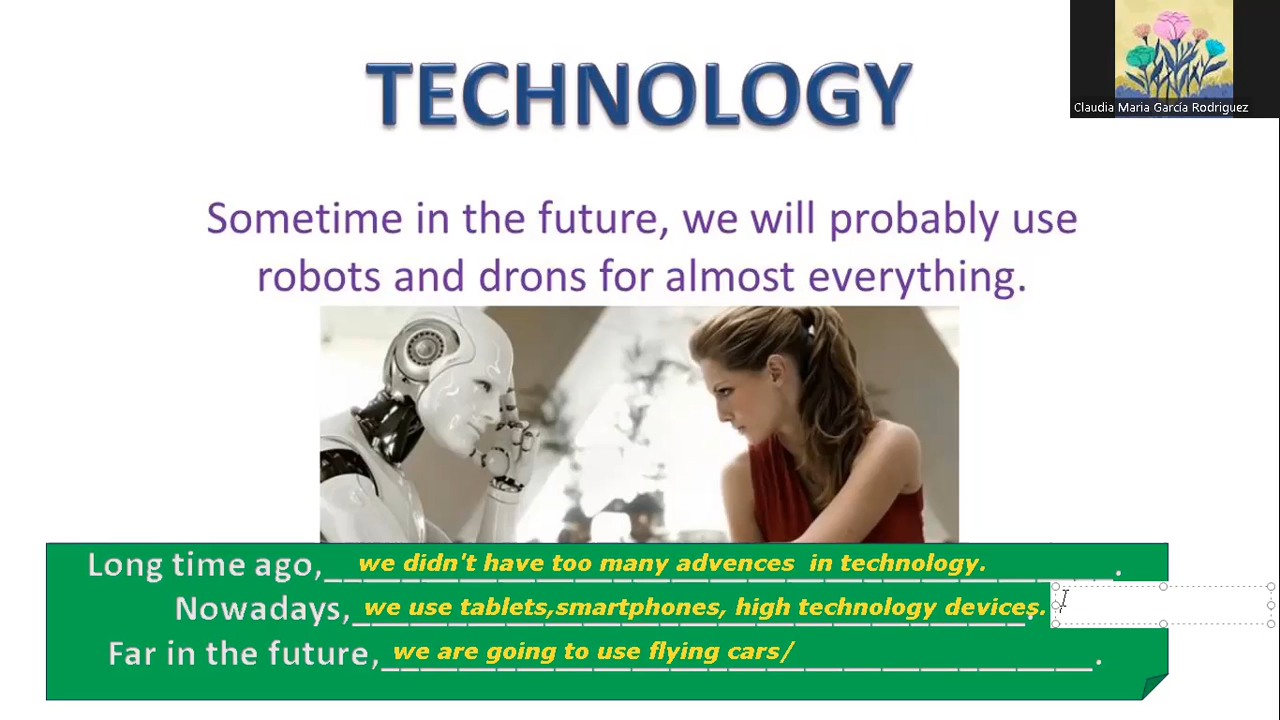 TECHNOLOGY
Claudia Maria García Rodriguez
Sometime in the future, we will probably use
robots and drons for almost everything.
Long time ago, we didn't have too many advences in technology.
Nowadays, we use tablets,smartphones, high technology devices.
Far in the future, we are going to use flying cars/